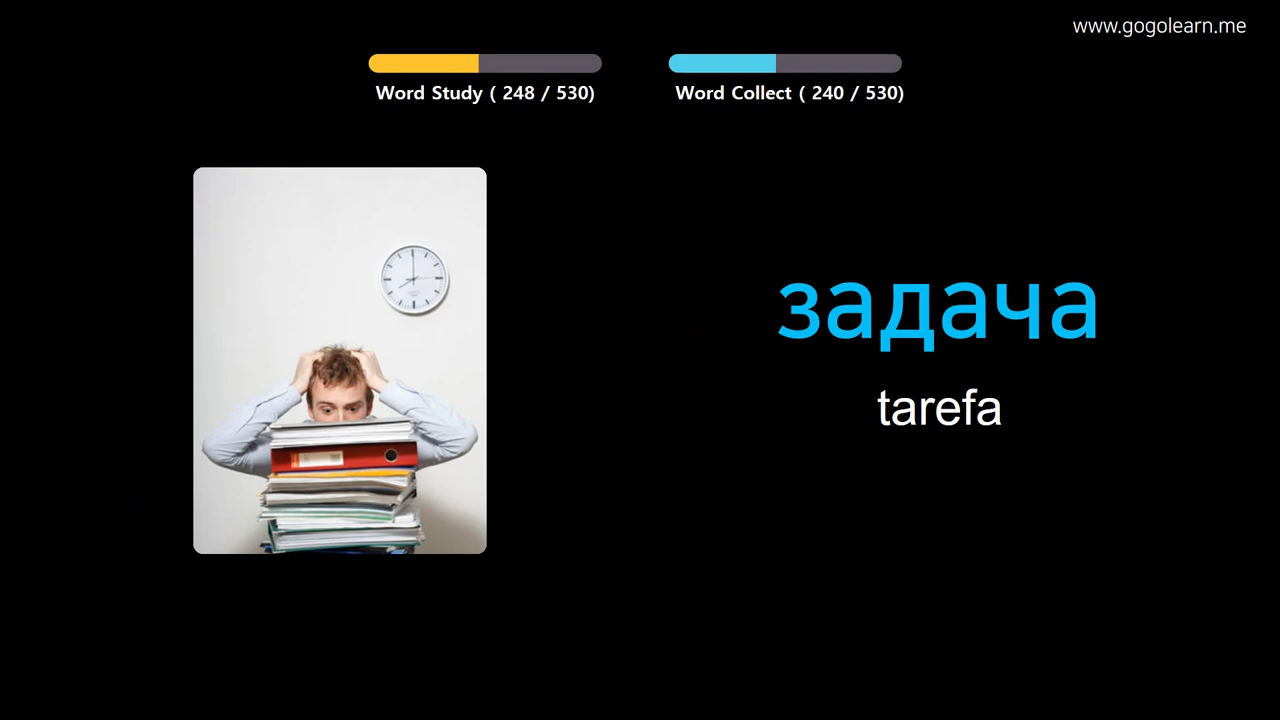 www.gogolearn.me
Word Study ( 248 / 530)
Word Collect ( 240 / 530)
задача
tarefa